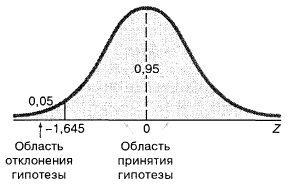 0,95
0,05
–1,645
0
Z
Область
отклонения
гипотезы
Область
принятия
гипотезы